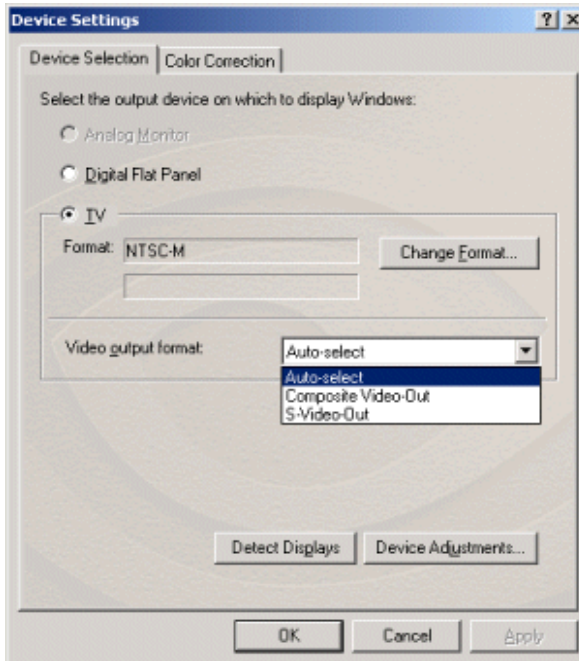 Device Settings
Device Selection Color Correction
Select the output device on which to display Windows:
Analog Monitor
Digital Flat Panel
TV
Format: NTSC-M Change Format...
Video output format: Auto-select
Auto-select
Composite Video-Out
S-Video-Out
Detect Displays Device Adjustments...
OK Cancel Apply